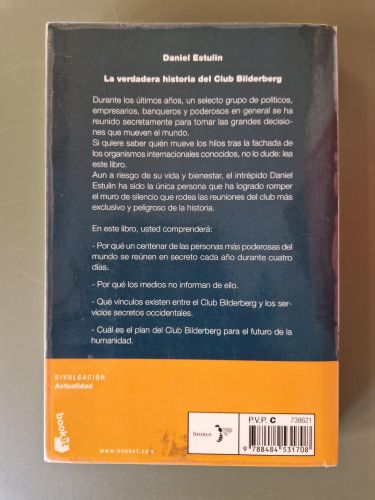 Daniel Estulin
La verdadera historia del Club Bilderberg
Durante los últimos años, un selecto grupo de políticos,
empresarios, banqueros y poderosos en general se ha
reunido secretamente para tomar las grandes decisio-
nes que mueven el mundo.
Si quiere saber quién mueve los hilos tras la fachada de
los organismos internacionales conocidos, no lo dude: lea
este libro.
Aun a riesgo de su vida y bienestar, el intrépido Daniel
Estulin ha sido la única persona que ha logrado romper
el muro de silencio que rodea las reuniones del club más
exclusivo y peligroso de la historia.
En este libro, usted comprenderá:
- Por qué un centenar de las personas más poderosas del
mundo se reúnen en secreto cada año durante cuatro
días.
- Por qué los medios no informan de ello.
- Qué vínculos existen entre el Club Bilderberg y los ser-
vicios secretos occidentales.
- Cuál es el plan del Club Bilderberg para el futuro de la
humanidad.
DIVULGACIÓN
Actualidad
booket
www.booket.com
bronce
P.V.P. C 738621
9 788484 531708